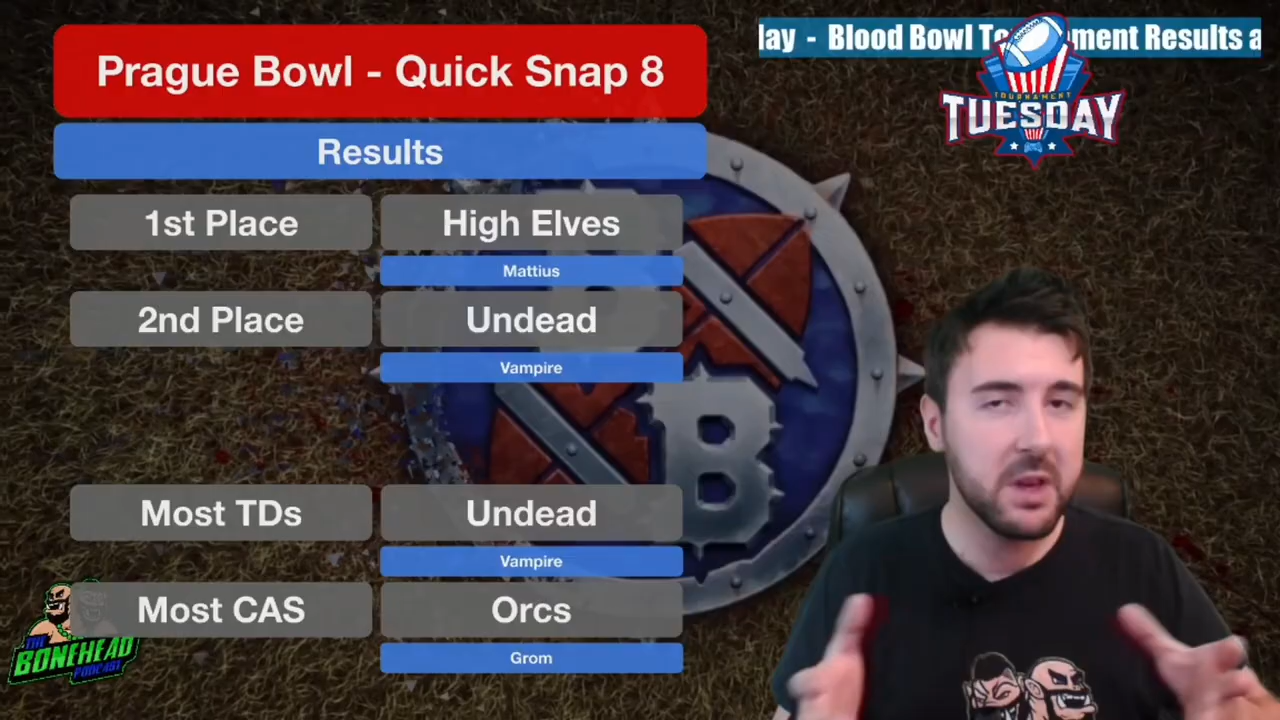 Prague Bowl - Quick Snap 8
lay - Blood Bowl To ment Results a
TOURNAMENT
TUESDAY
Results
1st Place
High Elves
Mattius
2nd Place
Undead
Vampire
B
Most TDs
Undead
Vampire
Most CAS
Orcs
Grom
THE
BONEHEAD
PODCAST